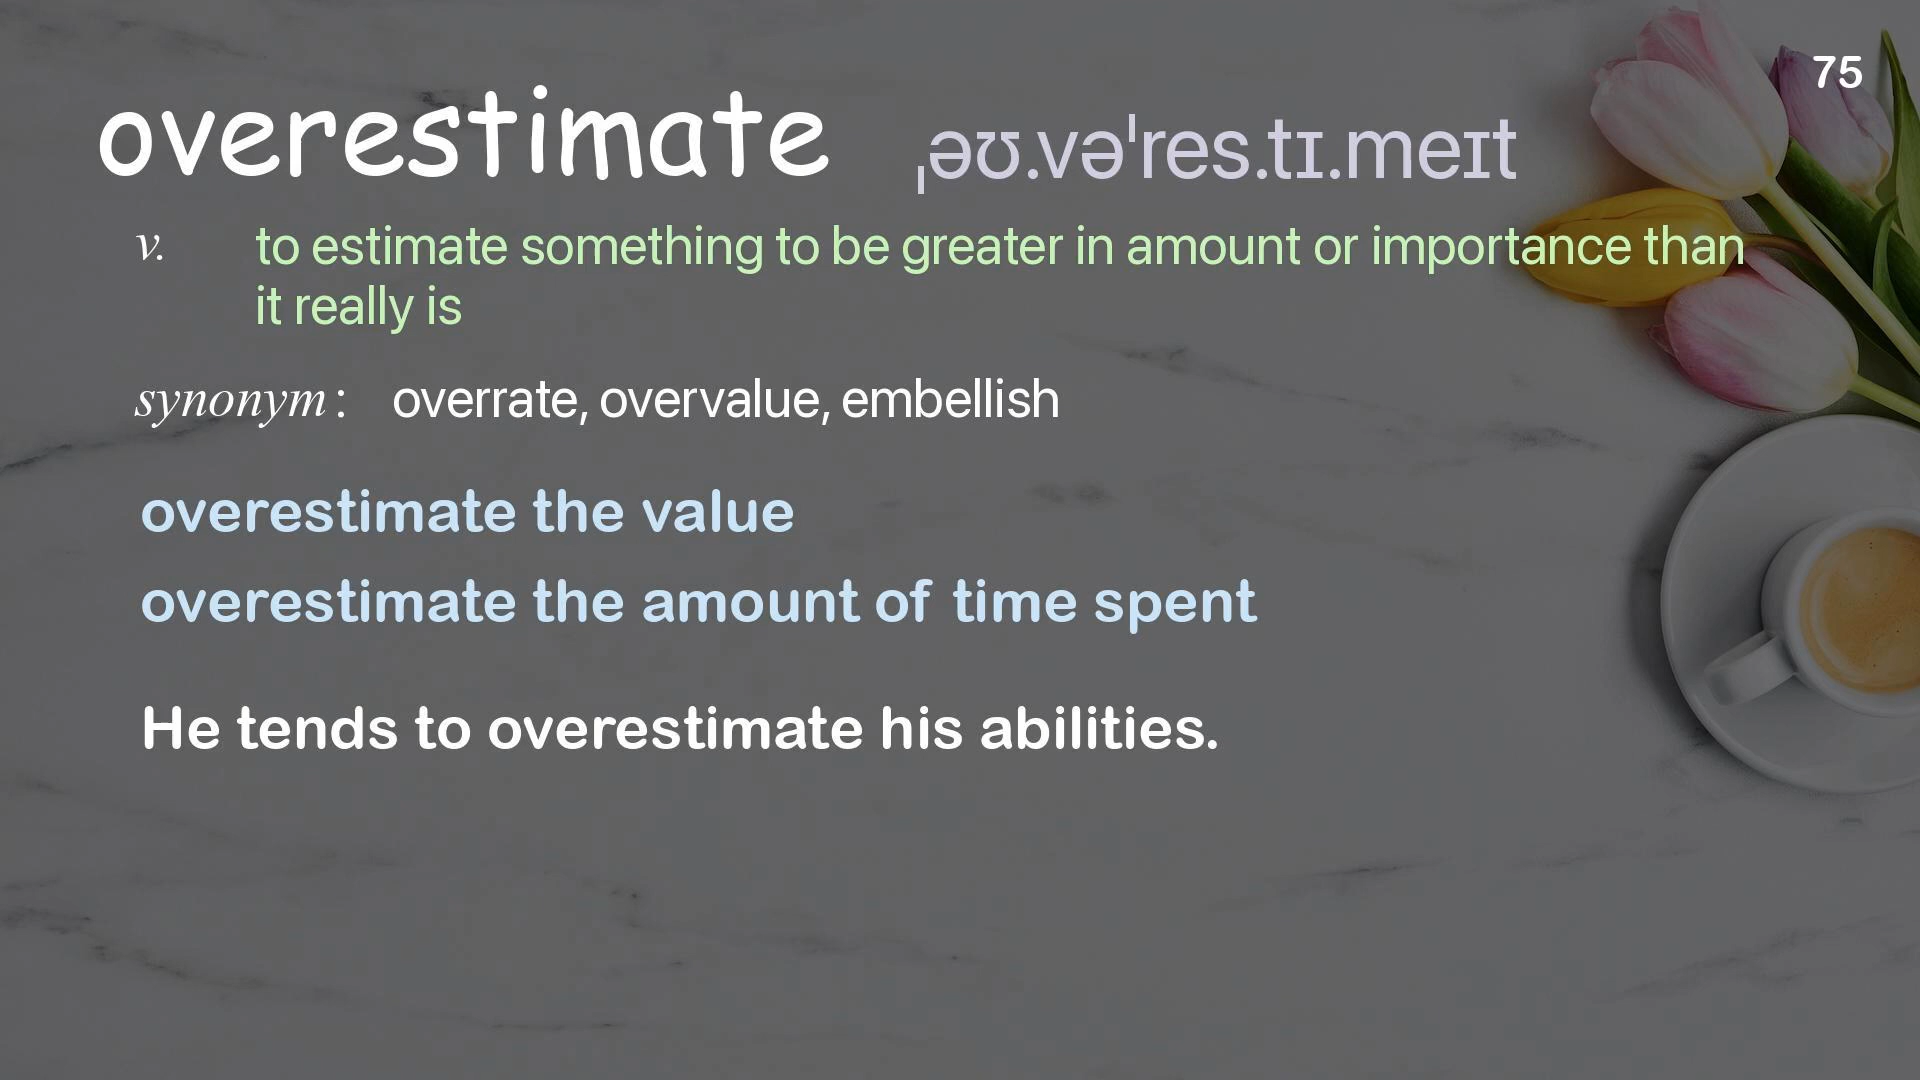 75
overestimate ˌəʊ.vəˈres.tɪ.meɪt
v. to estimate something to be greater in amount or importance than
it really is
synonym: overrate, overvalue, embellish
overestimate the value
overestimate the amount of time spent
He tends to overestimate his abilities.